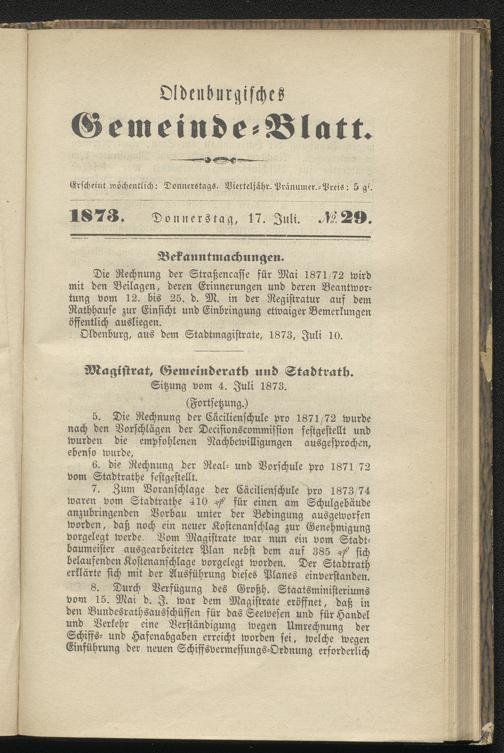 Oldenburgisches
Gemeinde-Blatt.
Erscheint wöchentlich: Donnerstags. Vierteljähr. Pränumer.-Preis: 5 gſ.
1873. Donnerstag, 17. Juli. № 29.
Bekanntmachungen.
Die Rechnung der Straßencasse für Mai 1871/72 wird
mit den Beilagen, deren Erinnerungen und deren Beantwor-
tung vom 12. bis 25. d. M. in der Registratur auf dem
Rathhause zur Einsicht und Einbringung etwaiger Bemerkungen
öffentlich ausliegen.
Oldenburg, aus dem Stadtmagistrate, 1873, Juli 10.
Magistrat, Gemeinderath und Stadtrath.
Sitzung vom 4. Juli 1873.
(Fortsetzung.)
5. Die Rechnung der Cäcilienschule pro 1871/72 wurde
nach den Vorschlägen der Decisionscommission festgestellt und
wurden die empfohlenen Nachbewilligungen ausgesprochen,
ebenso wurde,
6. die Rechnung der Real- und Vorschule pro 1871 72
vom Stadtrathe festgestellt.
7. Zum Voranschlage der Cäcilienschule pro 1873/74
waren vom Stadtrathe 410 ₰ für einen am Schulgebäude
anzubringenden Vorbau unter der Bedingung ausgeworfen
worden, daß noch ein neuer Kostenanschlag zur Genehmigung
vorgelegt werde. Vom Magistrate war nun ein vom Stadt-
baumeister ausgearbeiteter Plan nebst dem auf 385 ₰ sich
belaufenden Kostenanschlage vorgelegt worden. Der Stadtrath
erklärte sich mit der Ausführung dieses Planes einverstanden.
8. Durch Verfügung des Großh. Staatsministeriums
vom 15. Mai d. J. war dem Magistrate eröffnet, daß in
den Bundesrathsausschüssen für das Seewesen und für Handel
und Verkehr eine Verständigung wegen Umrechnung der
Schiffs- und Hafenabgaben erreicht worden sei, welche wegen
Einführung der neuen Schiffsvermessungs-Ordnung erforderlich